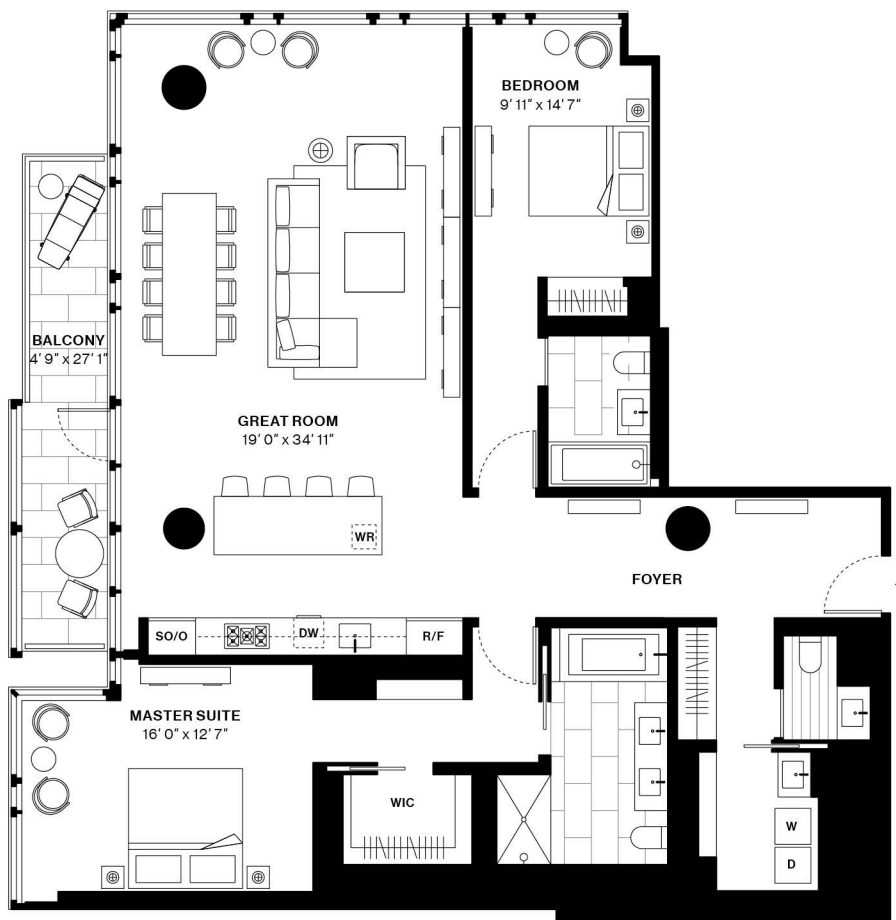 BEDROOM
9' 11" x 14' 7"
BALCONY
4' 9" x 27' 1"
GREAT ROOM
19' 0" x 34' 11"
WR
FOYER
SO/O
DW
R/F
MASTER SUITE
16' 0" x 12' 7"
WIC
W
D